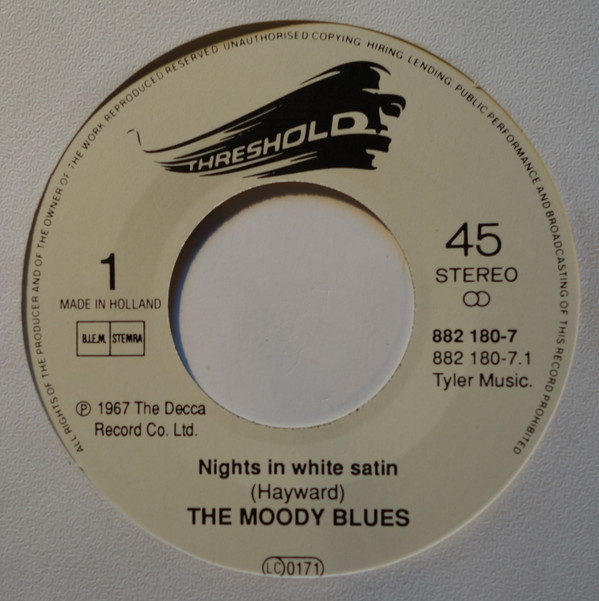 ALL RIGHTS OF THE PRODUCER AND OF THE OWNER OF THE WORK REPRODUCED RESERVED UNAUTHORISED COPYING HIRING LENDING PUBLIC PERFORMANCE AND BROADCASTING OF THIS RECORD PROHIBITED
THRESHOLD
1
MADE IN HOLLAND
B.I.E.M. STEMRA
℗ 1967 The Decca
Record Co. Ltd.
45
STEREO
882 180-7
882 180-7.1
Tyler Music.
Nights in white satin
(Hayward)
THE MOODY BLUES
LC 0171